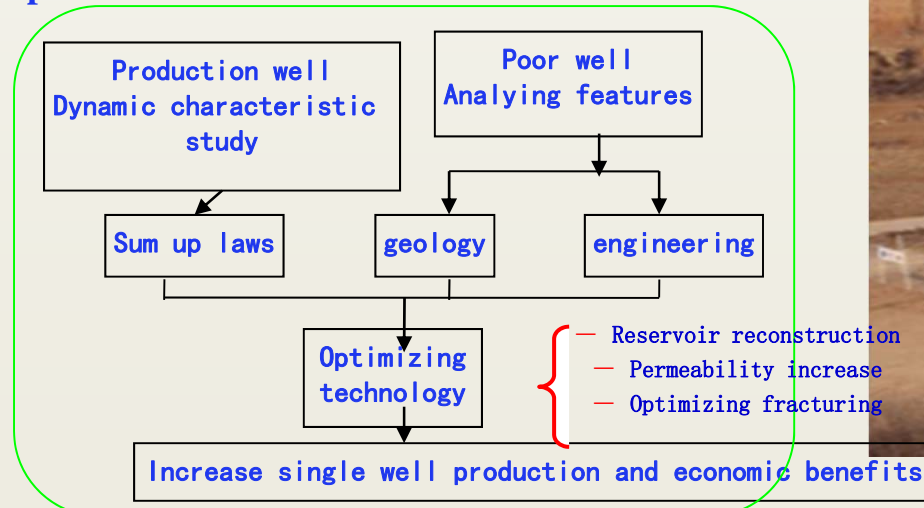 Production well
Dynamic characteristic
study
Poor well
Analying features
Sum up laws
geology
engineering
Optimizing
technology
— Reservoir reconstruction
— Permeability increase
— Optimizing fracturing
Increase single well production and economic benefits